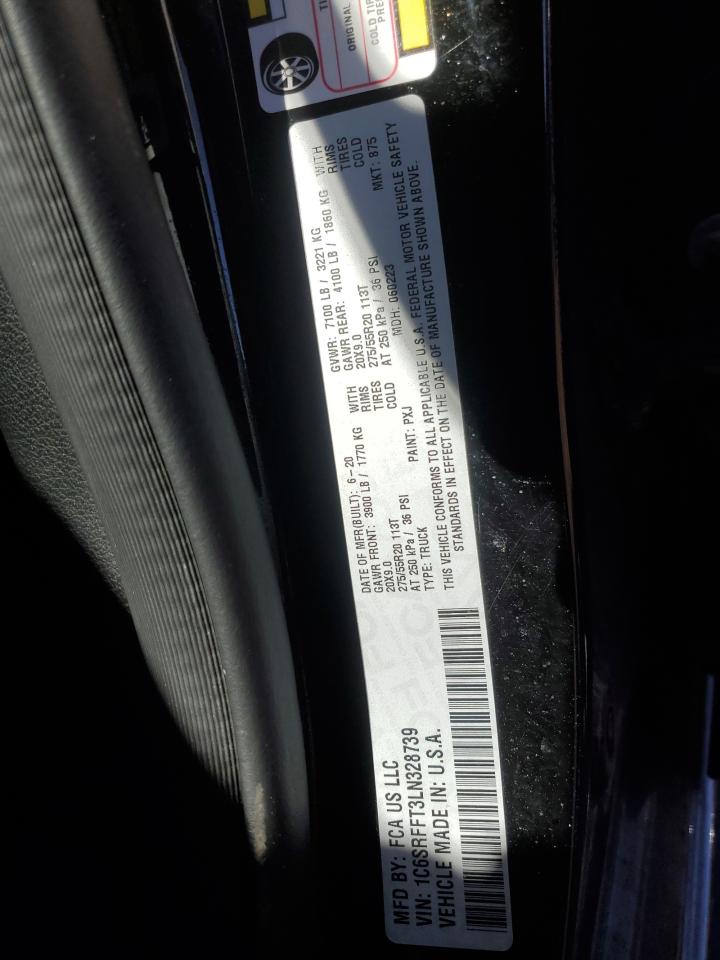 MFD BY: FCA US LLC
VIN: 1C6SRFFT3LN328739
VEHICLE MADE IN: U.S.A.
DATE OF MFR(BUILT): 6-20
GAWR FRONT: 3900 LB / 1770 KG WITH
20X9.0 RIMS
275/55R20 113T TIRES
AT 250 kPa / 36 PSI COLD
TYPE: TRUCK PAINT: PXJ
GVWR: 7100 LB / 3221 KG
GAWR REAR: 4100 LB / 1860 KG WITH
20X9.0 RIMS
275/55R20 113T TIRES
AT 250 kPa / 36 PSI COLD
MDH: 060223 MKT: 875
THIS VEHICLE CONFORMS TO ALL APPLICABLE U.S.A. FEDERAL MOTOR VEHICLE SAFETY
STANDARDS IN EFFECT ON THE DATE OF MANUFACTURE SHOWN ABOVE.
ORIGINAL
COLD